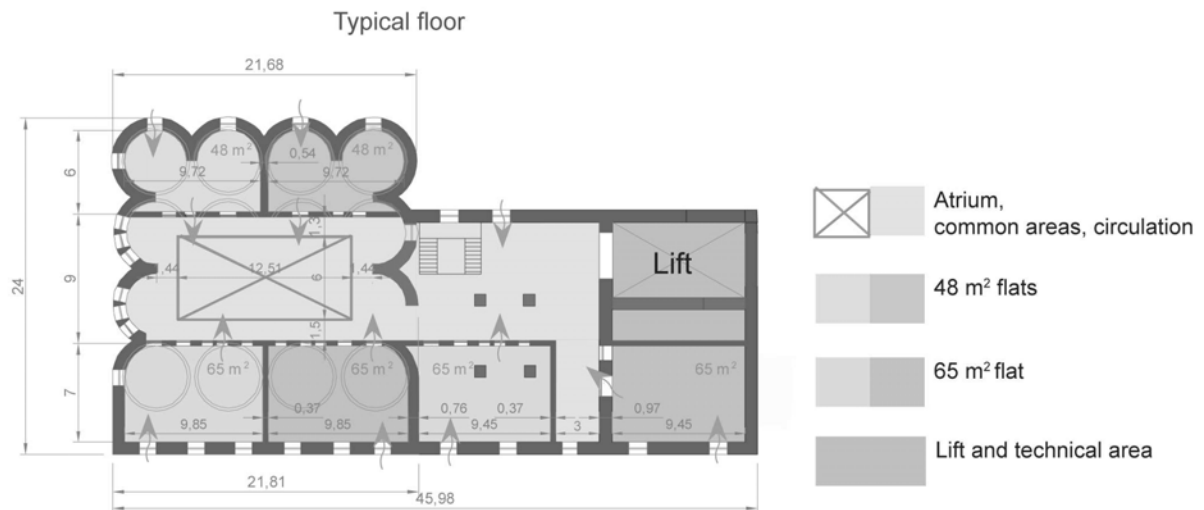 Typical floor
21,68
48 m²
0,54
48 m²
9,72
9,72
6
1,3
Lift
24
9
1,44
12,51
6
1,44
1,5
65 m²
65 m²
65 m²
65 m²
7
0,37
0,76
0,37
0,97
9,85
9,85
9,45
3
9,45
21,81
45,98
Atrium,
common areas, circulation
48 m² flats
65 m² flat
Lift and technical area